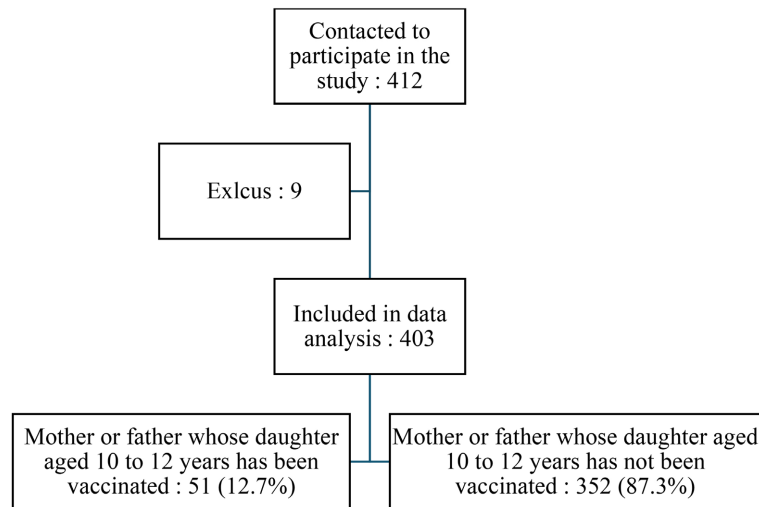 Contacted to
participate in the
study : 412
Exlcus : 9
Included in data
analysis : 403
Mother or father whose daughter
aged 10 to 12 years has been
vaccinated : 51 (12.7%)
Mother or father whose daughter aged
10 to 12 years has not been
vaccinated : 352 (87.3%)